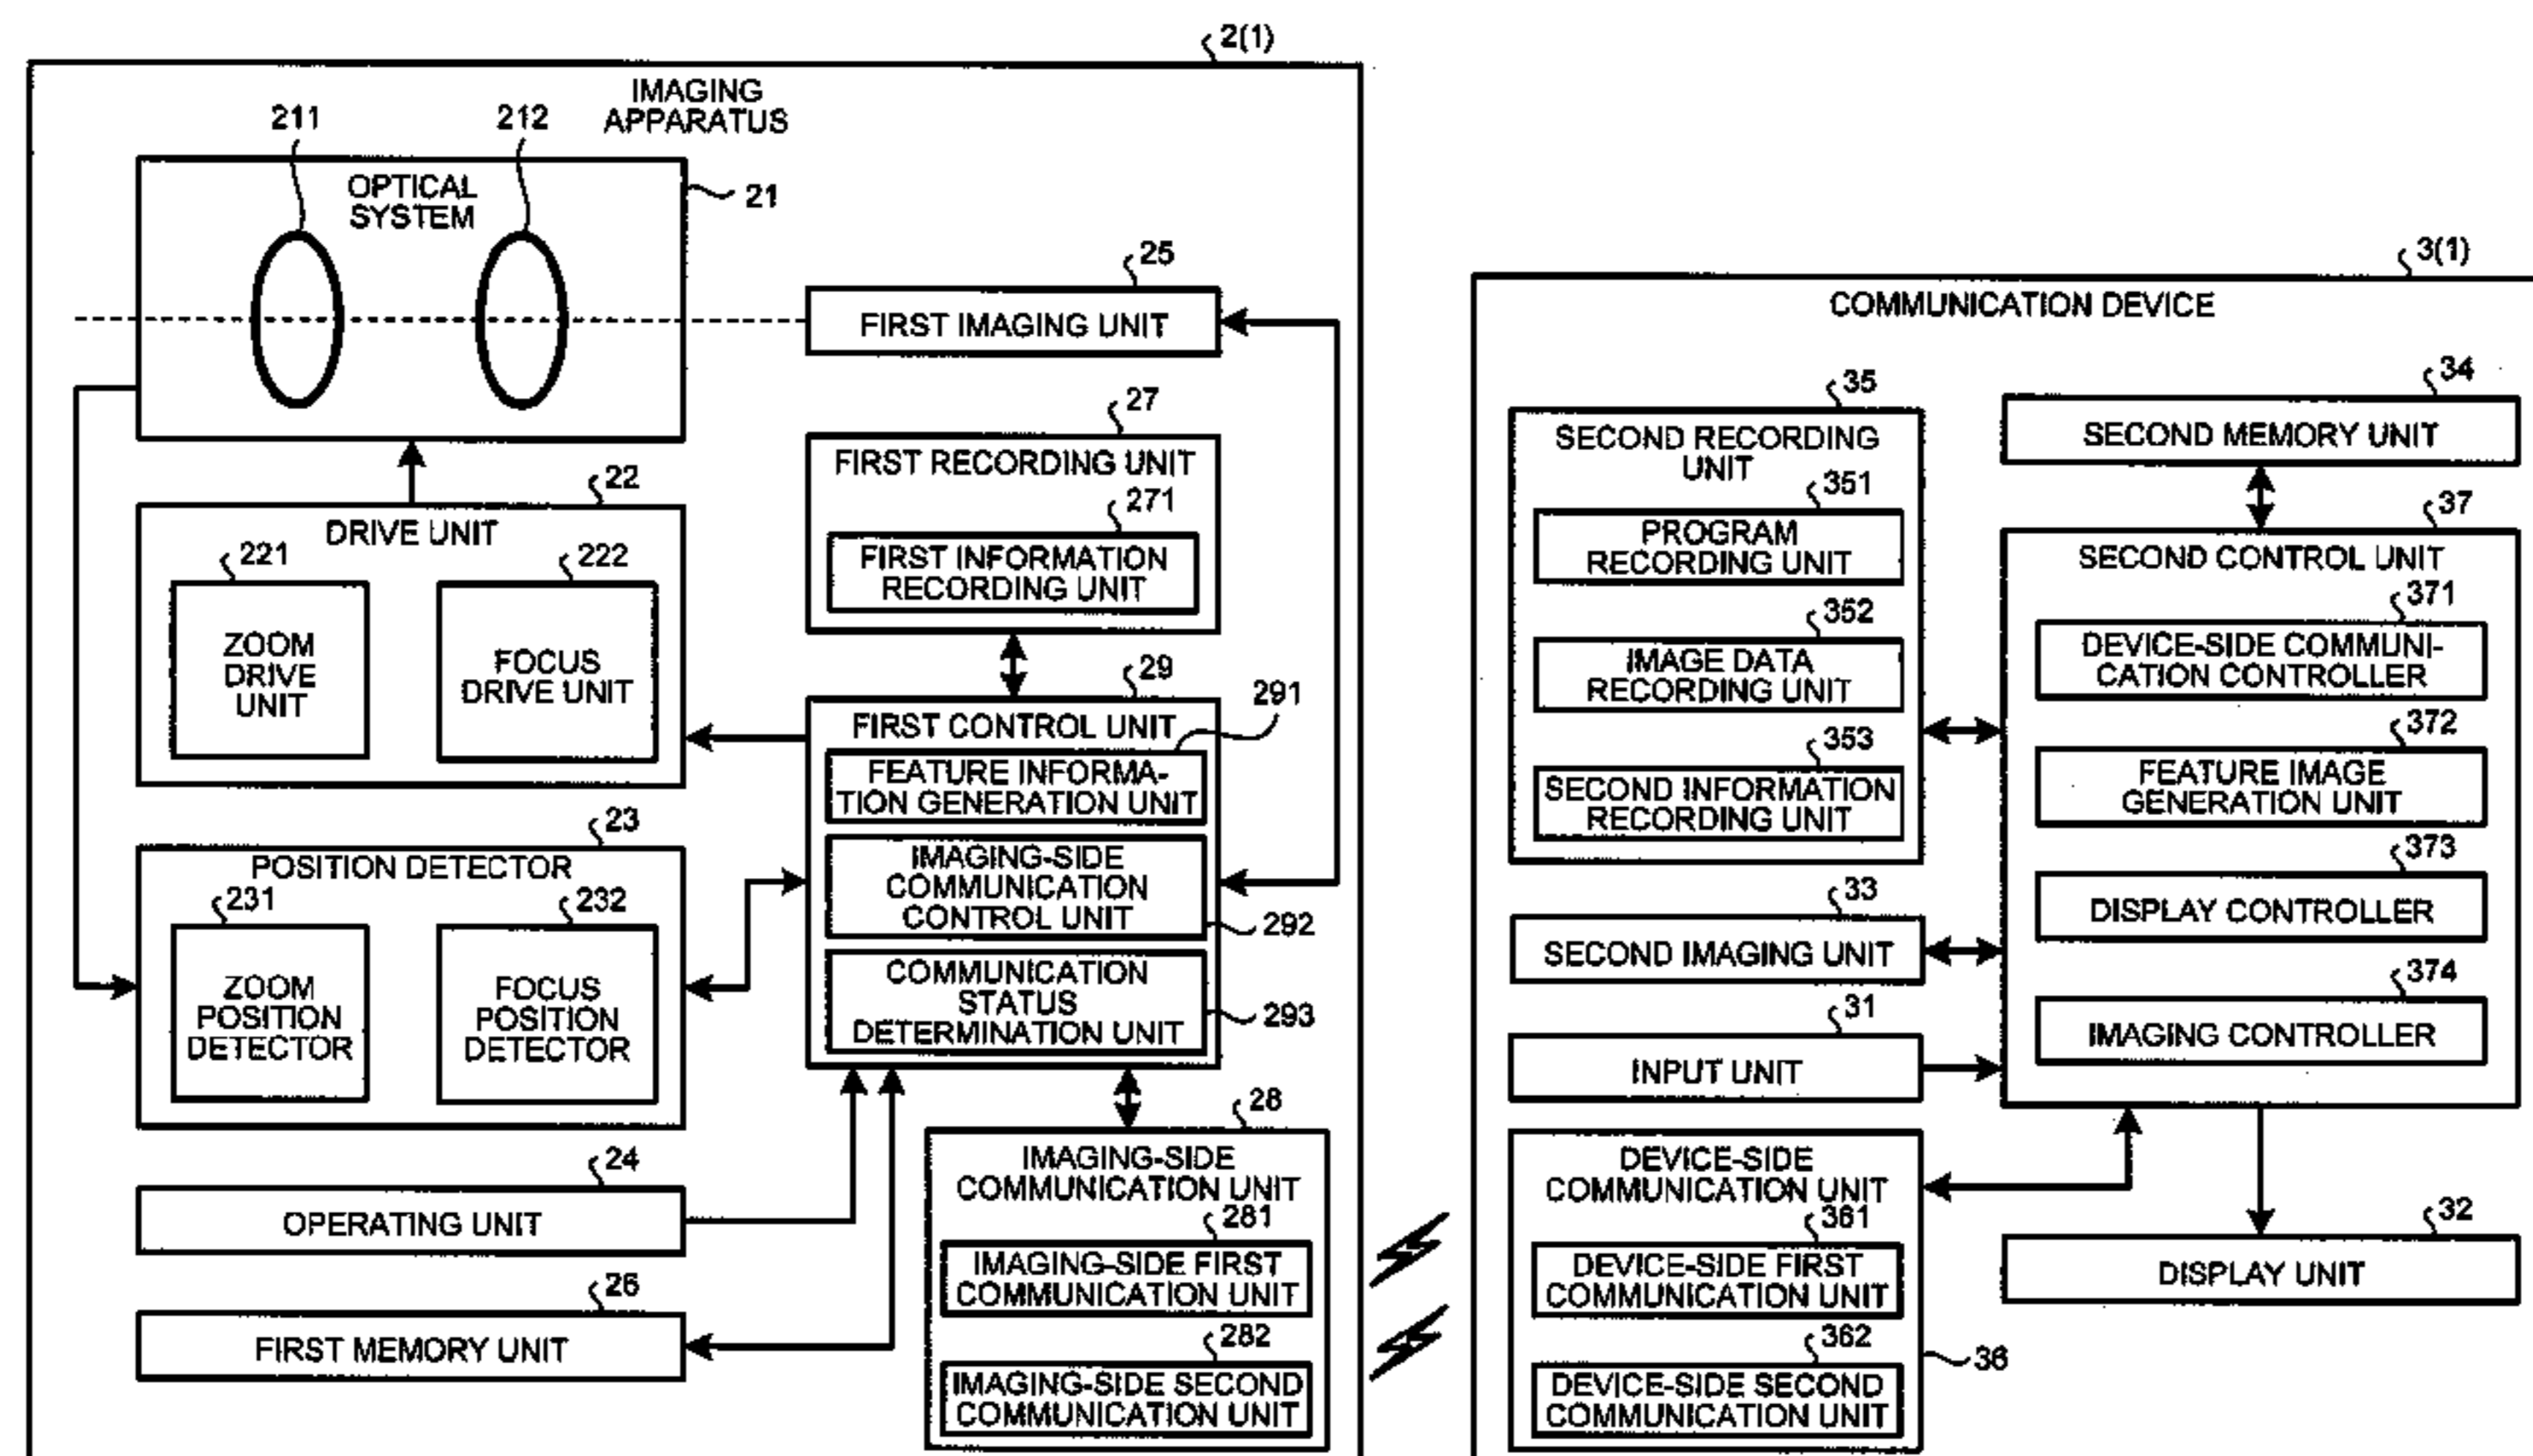 2(1)
IMAGING
APPARATUS
211
212
OPTICAL
SYSTEM
21
25
FIRST IMAGING UNIT
27
FIRST RECORDING UNIT
271
FIRST INFORMATION
RECORDING UNIT
22
DRIVE UNIT
221
222
ZOOM
DRIVE
UNIT
FOCUS
DRIVE UNIT
29
291
FIRST CONTROL UNIT
FEATURE INFORMA-
TION GENERATION UNIT
IMAGING-SIDE
COMMUNICATION
CONTROL UNIT
292
COMMUNICATION
STATUS
DETERMINATION UNIT
293
23
POSITION DETECTOR
231
232
ZOOM
POSITION
DETECTOR
FOCUS
POSITION
DETECTOR
24
OPERATING UNIT
26
FIRST MEMORY UNIT
28
IMAGING-SIDE
COMMUNICATION UNIT
281
IMAGING-SIDE FIRST
COMMUNICATION UNIT
282
IMAGING-SIDE SECOND
COMMUNICATION UNIT
3(1)
COMMUNICATION DEVICE
35
SECOND RECORDING
UNIT
351
PROGRAM
RECORDING UNIT
352
IMAGE DATA
RECORDING UNIT
353
SECOND INFORMATION
RECORDING UNIT
33
SECOND IMAGING UNIT
31
INPUT UNIT
DEVICE-SIDE
COMMUNICATION UNIT
361
DEVICE-SIDE FIRST
COMMUNICATION UNIT
362
DEVICE-SIDE SECOND
COMMUNICATION UNIT
36
34
SECOND MEMORY UNIT
37
SECOND CONTROL UNIT
371
DEVICE-SIDE COMMUNI-
CATION CONTROLLER
372
FEATURE IMAGE
GENERATION UNIT
373
DISPLAY CONTROLLER
374
IMAGING CONTROLLER
32
DISPLAY UNIT